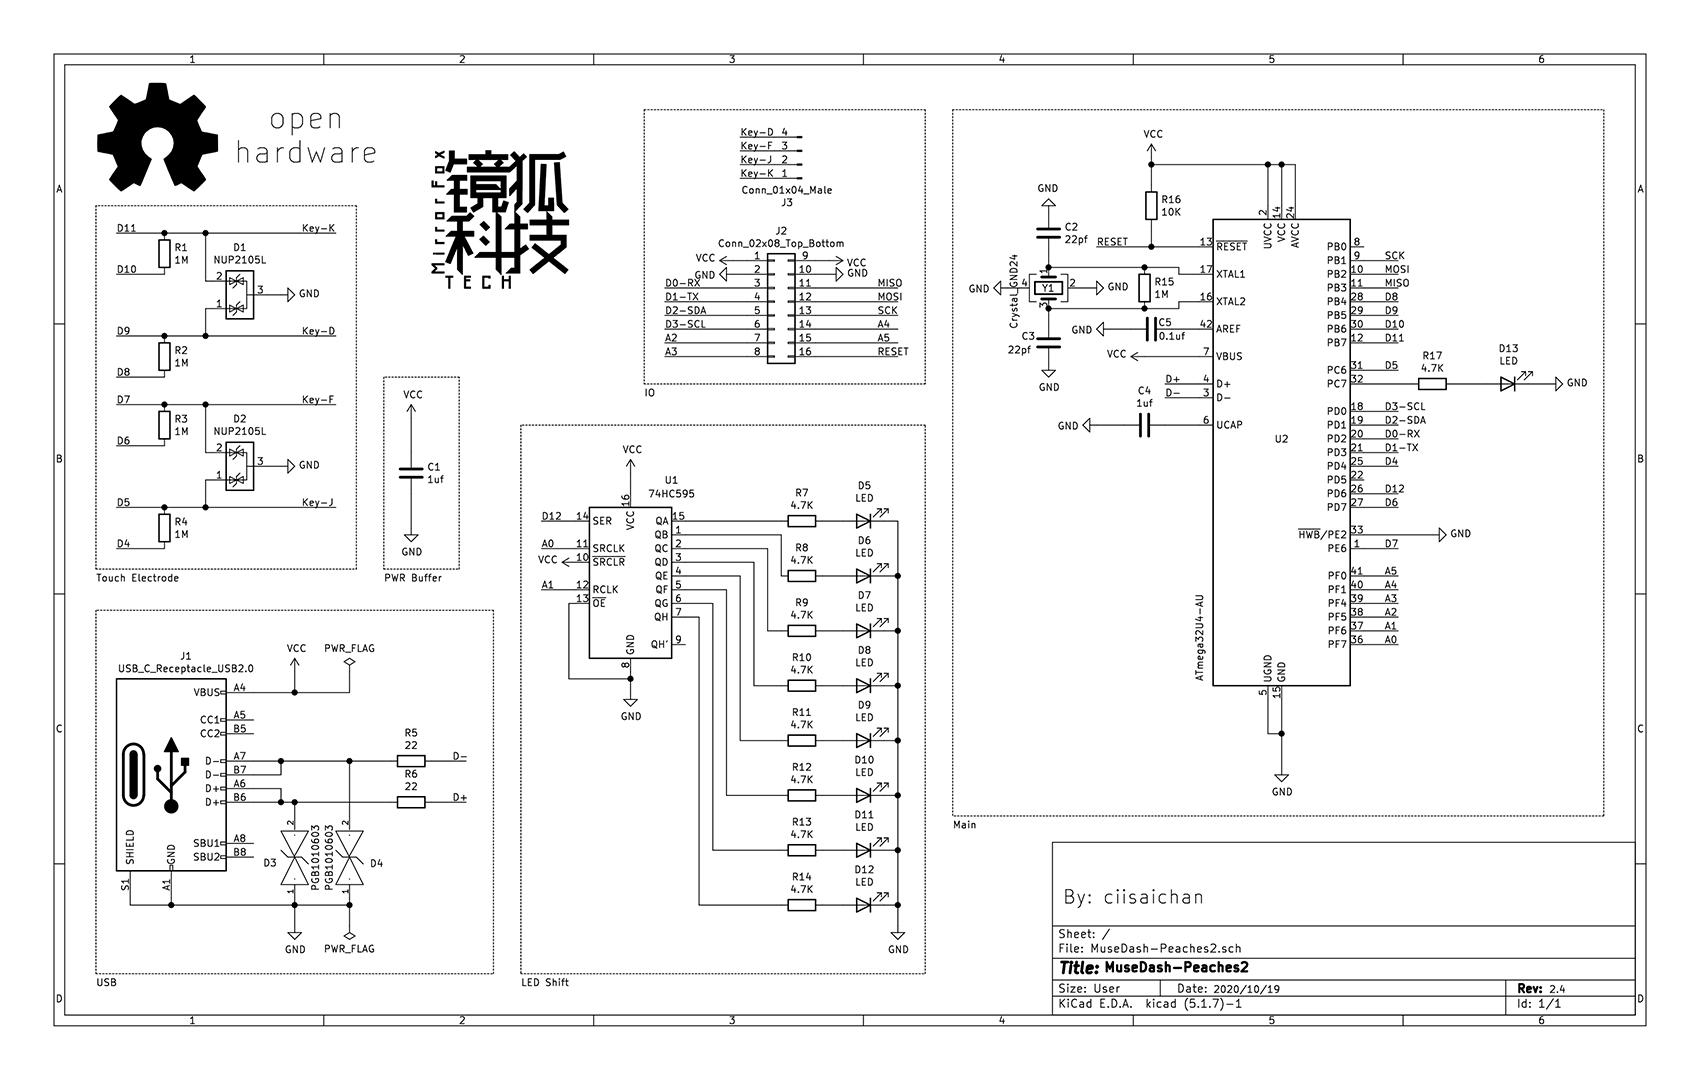 1 2 3 4 5 6
A
B
C
D
open
hardware
MirrorFox
镜狐
科技
TECH
D11
Key-K
R1
1M
D10
D1
NUP2105L
2
1
3
GND
D9
Key-D
R2
1M
D8
D7
Key-F
R3
1M
D6
D2
NUP2105L
2
1
3
GND
D5
Key-J
R4
1M
D4
Touch Electrode
VCC
C1
1uf
GND
PWR Buffer
J1
USB_C_Receptacle_USB2.0
VCC
PWR_FLAG
VBUS A4
CC1 A5
CC2 B5
D- A7
D- B7
D+ A6
D+ B6
SBU1 A8
SBU2 B8
SHIELD
GND
S1
A1
R5
22
D-
R6
22
D+
2
D3
PGB1010603
1
2
D4
PGB1010603
1
GND
PWR_FLAG
USB
Key-D 4
Key-F 3
Key-J 2
Key-K 1
Conn_01x04_Male
J3
J2
Conn_02x08_Top_Bottom
VCC 1 9 VCC
GND 2 10 GND
D0-RX 3 11 MISO
D1-TX 4 12 MOSI
D2-SDA 5 13 SCK
D3-SCL 6 14 A4
A2 7 15 A5
A3 8 16 RESET
IO
VCC
U1
74HC595
16
VCC
D12 14 SER
A0 11 SRCLK
VCC 10 SRCLR
A1 12 RCLK
13 OE
QA 15
QB 1
QC 2
QD 3
QE 4
QF 5
QG 6
QH 7
QH' 9
GND
8
GND
R7
4.7K
D5
LED
R8
4.7K
D6
LED
R9
4.7K
D7
LED
R10
4.7K
D8
LED
R11
4.7K
D9
LED
R12
4.7K
D10
LED
R13
4.7K
D11
LED
R14
4.7K
D12
LED
GND
LED Shift
VCC
R16
10K
RESET
GND
C2
22pf
Crystal_GND24
GND 4 Y1 2 GND
1
3
R15
1M
C3
22pf
GND
GND
C5
0.1uf
VCC
D+
D-
C4
1uf
GND
2 14 24
UVCC VCC AVCC
13 RESET
17 XTAL1
16 XTAL2
42 AREF
7 VBUS
4 D+
3 D-
6 UCAP
U2
ATmega32U4-AU
PB0 8
PB1 9 SCK
PB2 10 MOSI
PB3 11 MISO
PB4 28 D8
PB5 29 D9
PB6 30 D10
PB7 12 D11
PC6 31 D5
PC7 32
R17
4.7K
D13
LED
GND
PD0 18 D3-SCL
PD1 19 D2-SDA
PD2 20 D0-RX
PD3 21 D1-TX
PD4 25 D4
PD5 22
PD6 26 D12
PD7 27 D6
HWB/PE2 33 GND
PE6 1 D7
PF0 41 A5
PF1 40 A4
PF4 39 A3
PF5 38 A2
PF6 37 A1
PF7 36 A0
UGND GND
5 15
GND
Main
By: ciisaichan
Sheet: /
File: MuseDash-Peaches2.sch
Title: MuseDash-Peaches2
Size: User Date: 2020/10/19 Rev: 2.4
KiCad E.D.A. kicad (5.1.7)-1 Id: 1/1
A
B
C
D
1 2 3 4 5 6